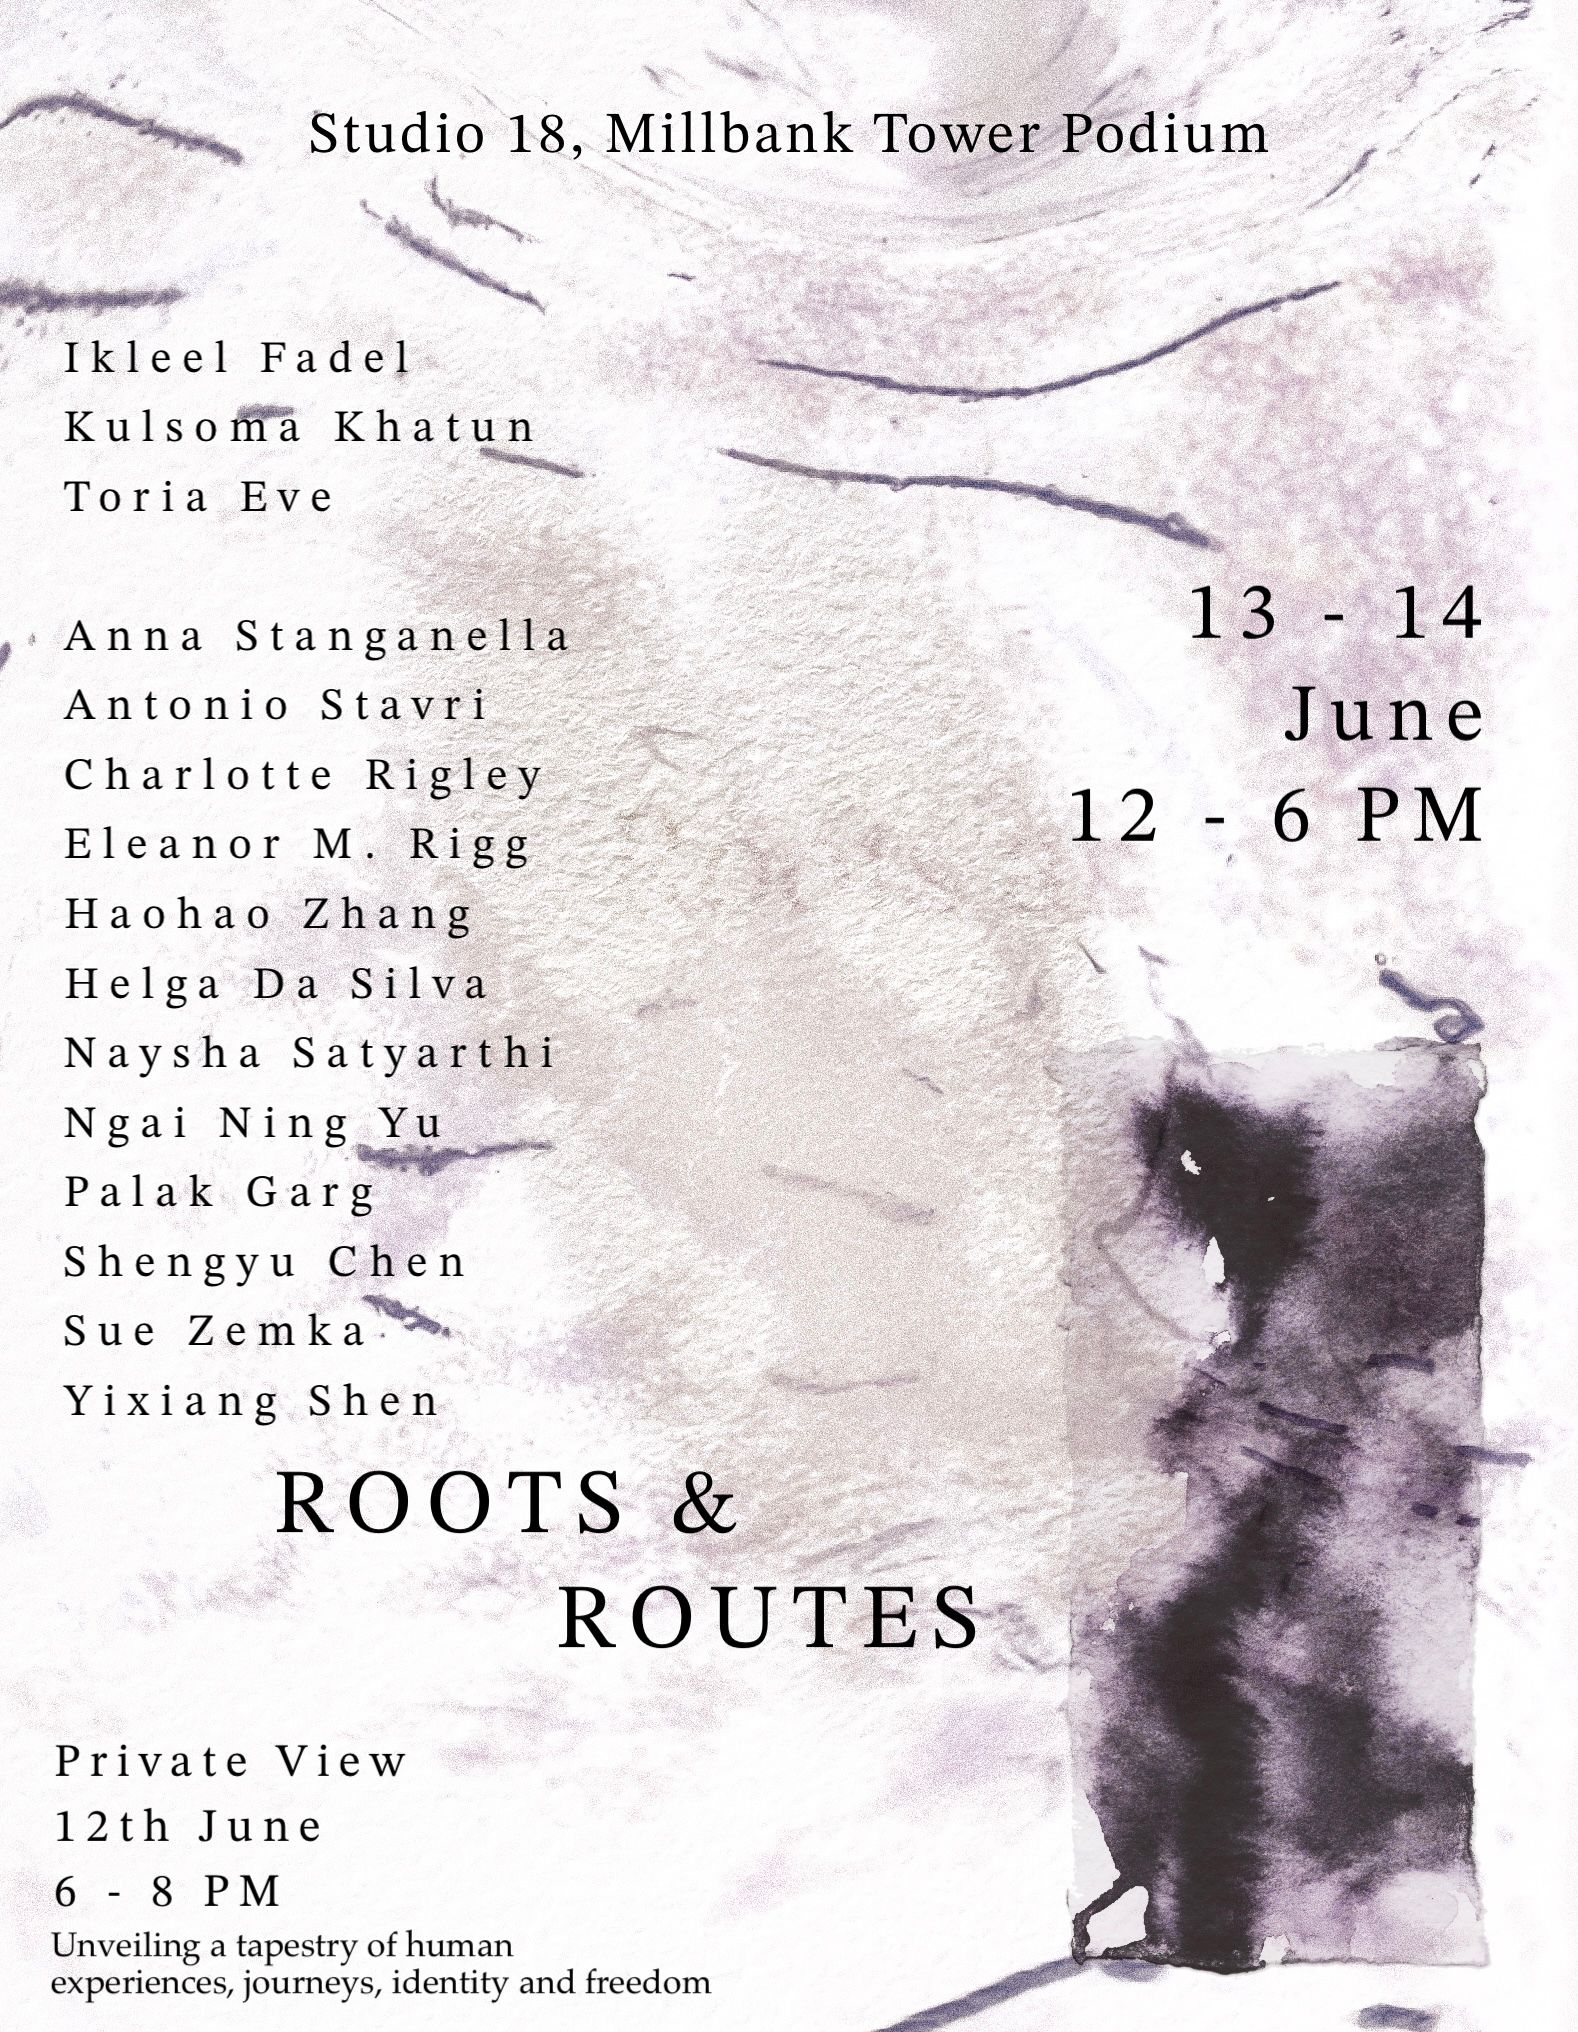 Studio 18, Millbank Tower Podium
Ikleel Fadel
Kulsoma Khatun
Toria Eve
Anna Stanganella
Antonio Stavri
Charlotte Rigley
Eleanor M. Rigg
Haohao Zhang
Helga Da Silva
Naysha Satyarthi
Ngai Ning Yu
Palak Garg
Shengyu Chen
Sue Zemka
Yixiang Shen
13 - 14
June
12 - 6 PM
ROOTS &
ROUTES
Private View
12th June
6 - 8 PM
Unveiling a tapestry of human
experiences, journeys, identity and freedom